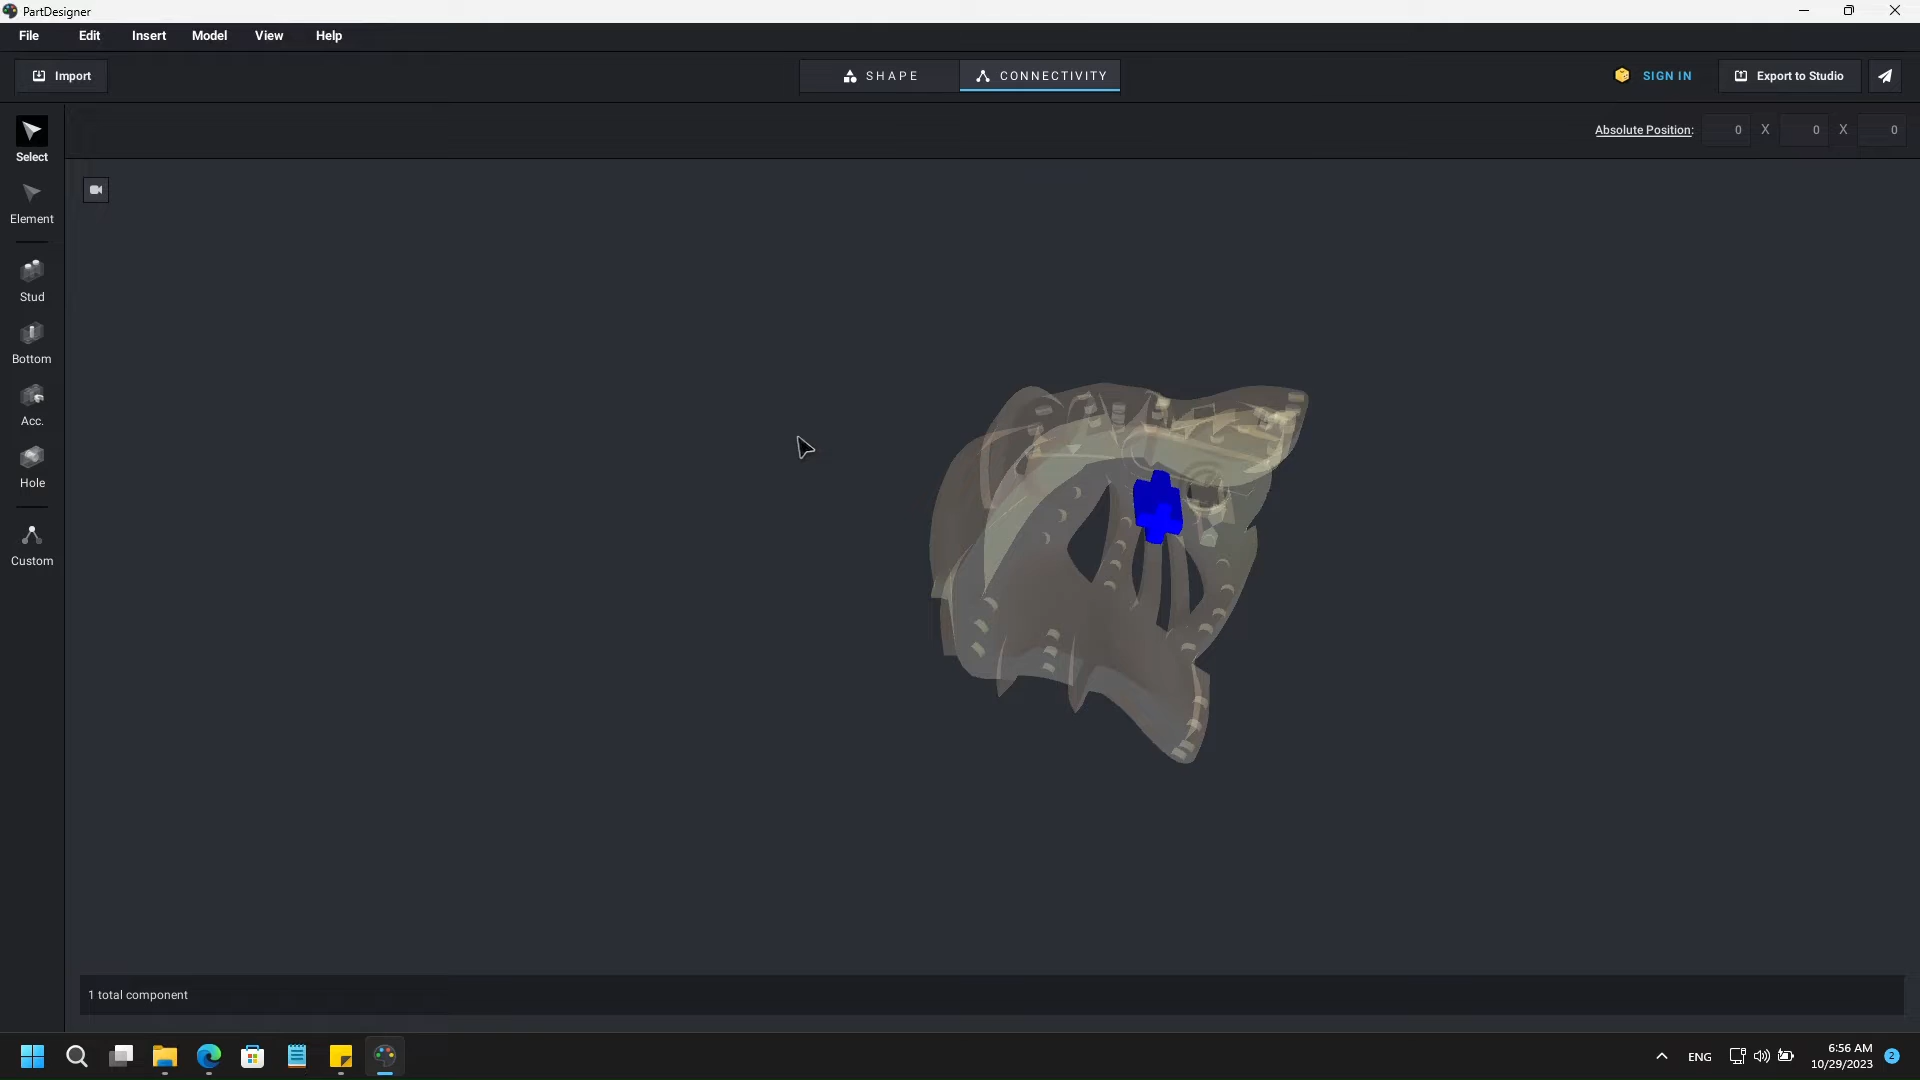 PartDesigner
File Edit Insert Model View Help
Import
SHAPE
CONNECTIVITY
SIGN IN
Export to Studio
Select
Absolute Position: 0 X 0 X 0
Element
Stud
Bottom
Acc.
Hole
Custom
1 total component
ENG
6:56 AM
10/29/2023
2